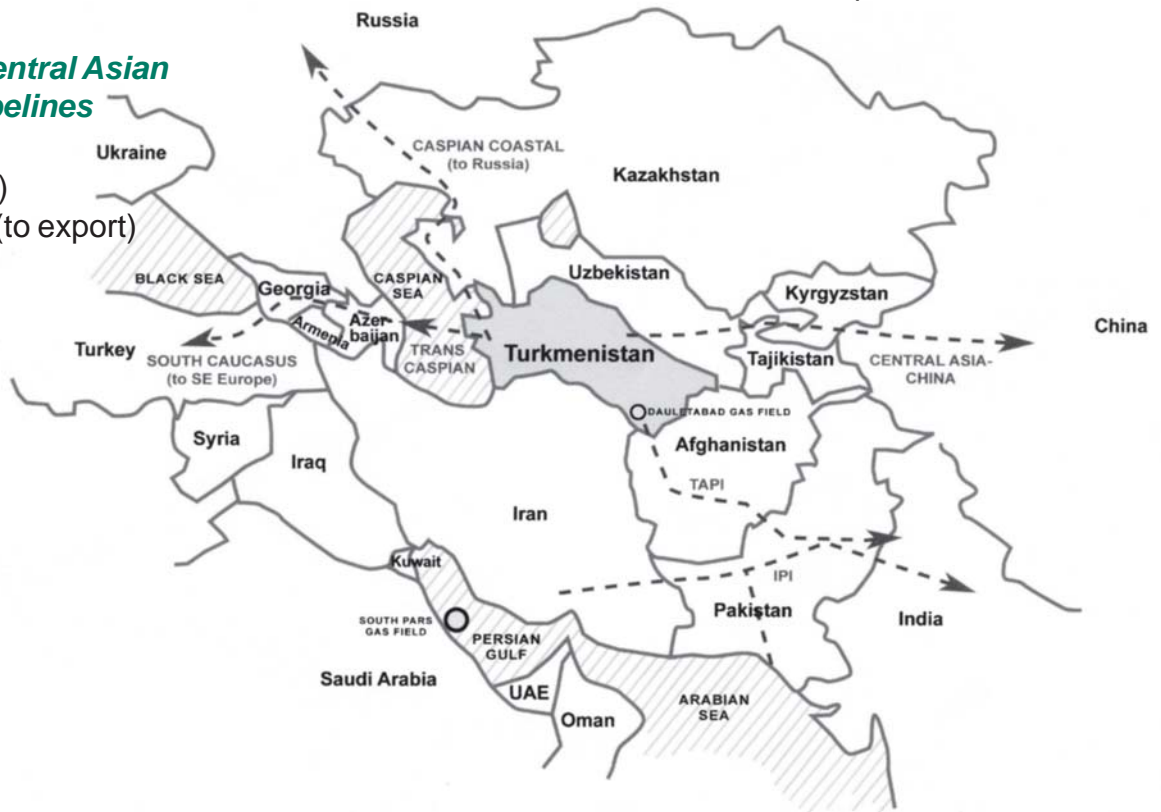 Russia
entral Asian
pelines
)
(to export)
Ukraine
CASPIAN COASTAL
(to Russia)
Kazakhstan
BLACK SEA
Georgia
CASPIAN
SEA
Uzbekistan
Kyrgyzstan
Armenia
Azer-
baijan
China
Turkey
SOUTH CAUCASUS
(to SE Europe)
TRANS
CASPIAN
Turkmenistan
Tajikistan
CENTRAL ASIA-
CHINA
DAULETABAD GAS FIELD
Syria
Iraq
Afghanistan
TAPI
Iran
Kuwait
IPI
SOUTH PARS
GAS FIELD
PERSIAN
GULF
Pakistan
India
Saudi Arabia
UAE
Oman
ARABIAN
SEA